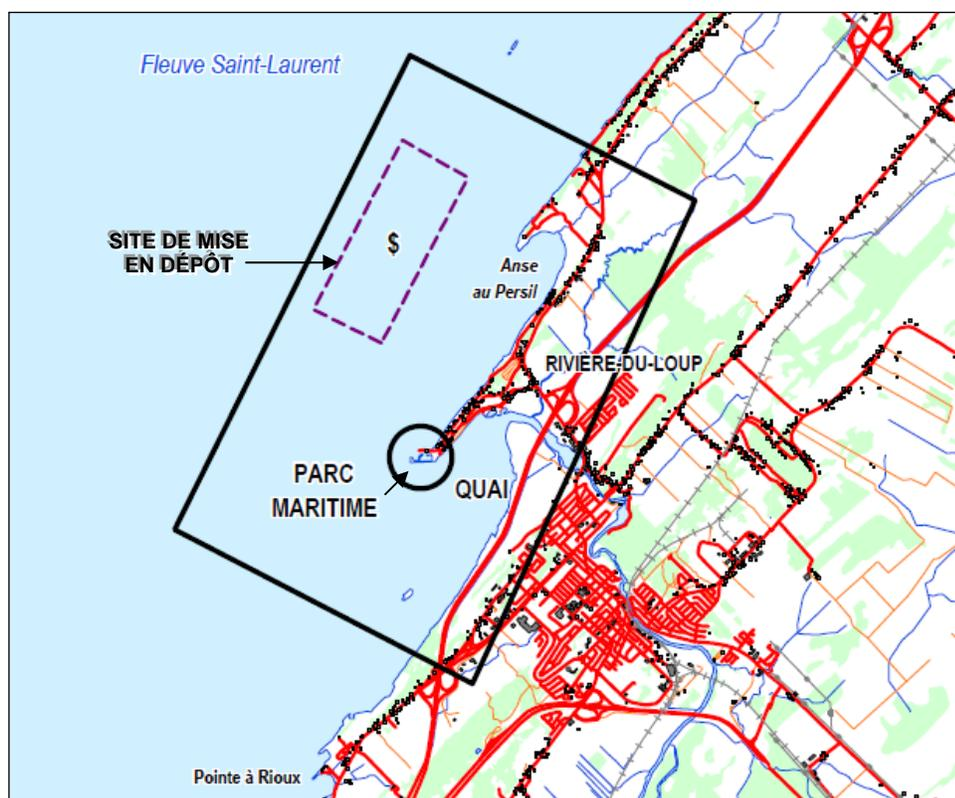 Fleuve Saint-Laurent
SITE DE MISE
EN DÉPÔT
$
Anse
au Persil
RIVIÈRE-DU-LOUP
PARC
MARITIME
QUAI
Pointe à Rioux